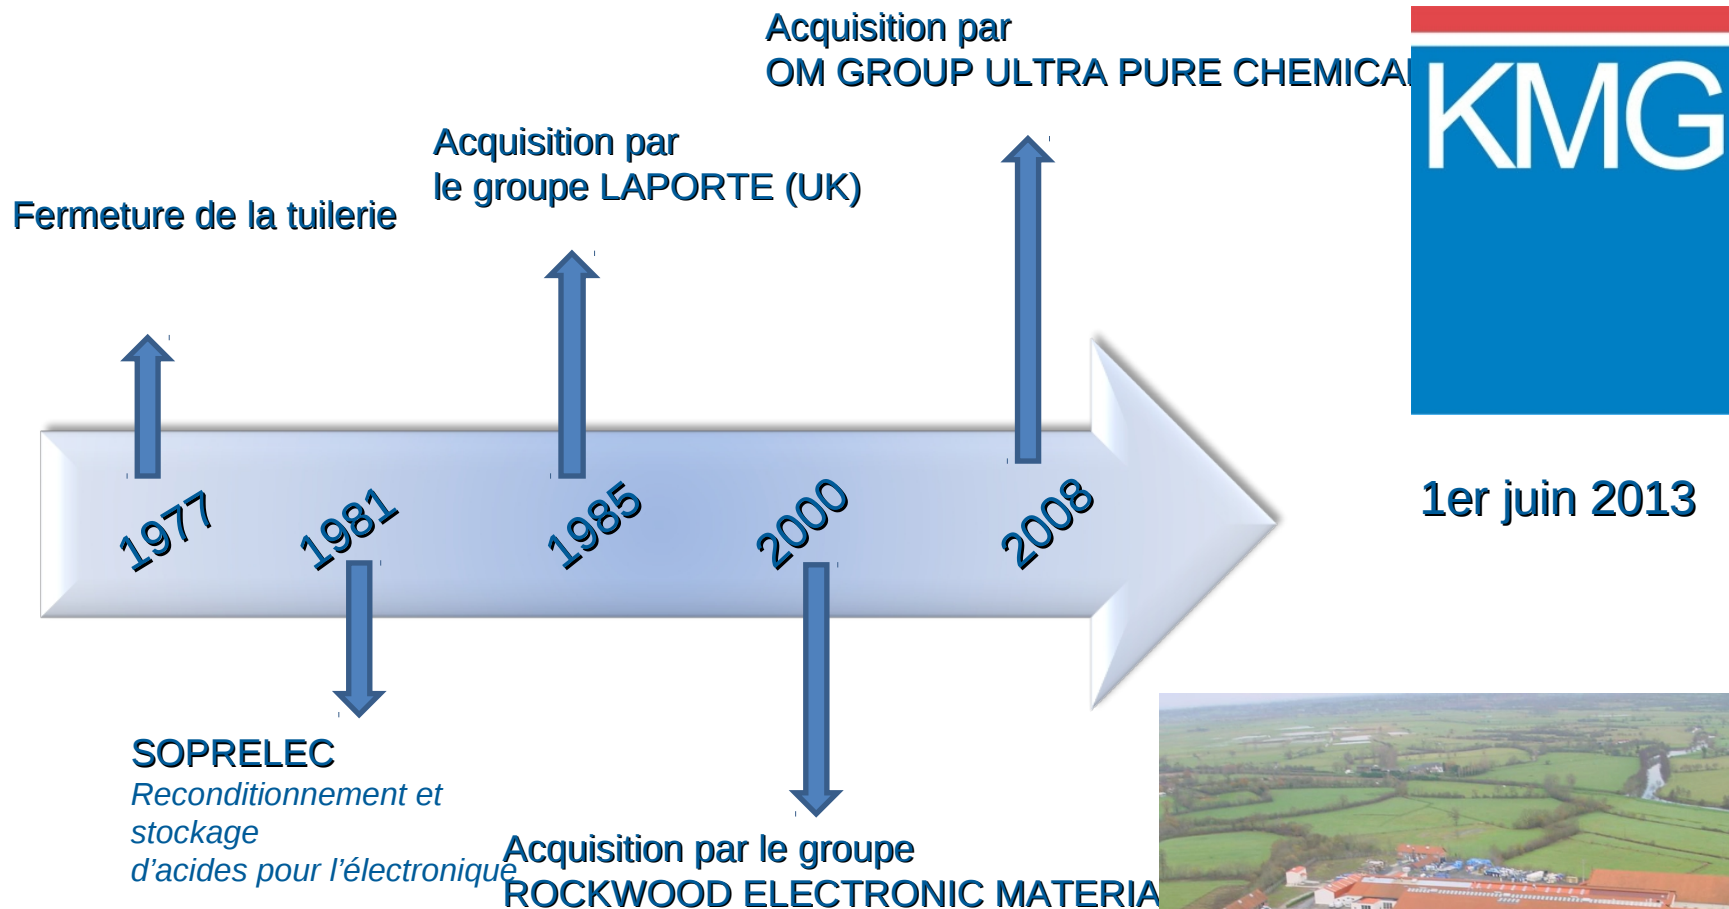 Acquisition par
OM GROUP ULTRA PURE CHEMICA
KMG
Acquisition par
le groupe LAPORTE (UK)
Fermeture de la tuilerie
1977
1981
1985
2000
2008
1er juin 2013
SOPRELEC
Reconditionnement et
stockage
d’acides pour l’électronique
Acquisition par le groupe
ROCKWOOD ELECTRONIC MATERIA